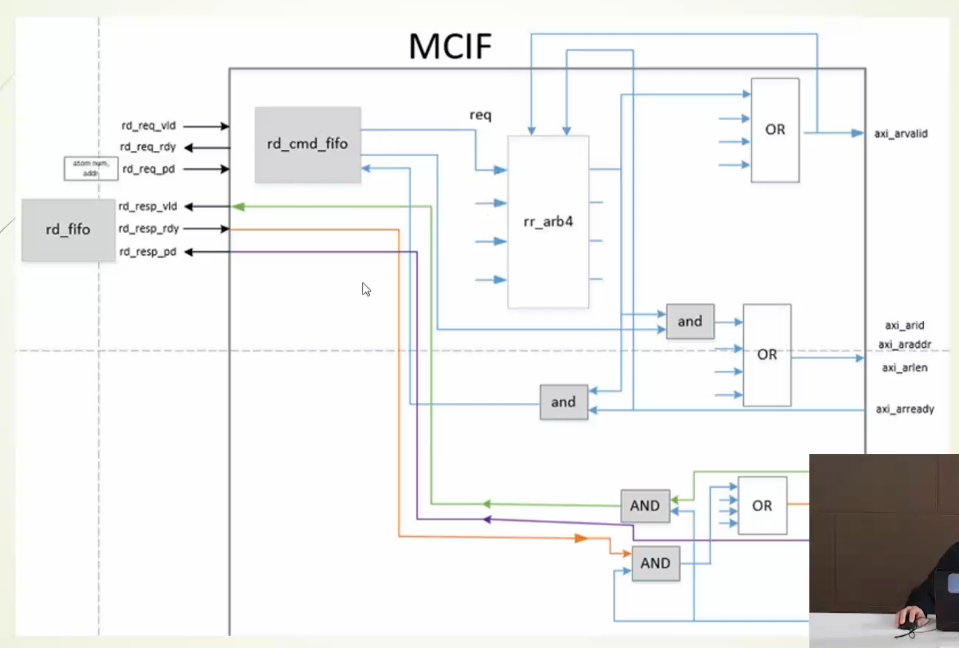 MCIF
rd_req_vld
rd_req_rdy
atom num,
addr
rd_req_pd
rd_resp_vld
rd_fifo
rd_resp_rdy
rd_resp_pd
rd_cmd_fifo
req
rr_arb4
OR
axi_arvalid
and
OR
axi_arid
axi_araddr
axi_arlen
and
axi_arready
AND
OR
AND